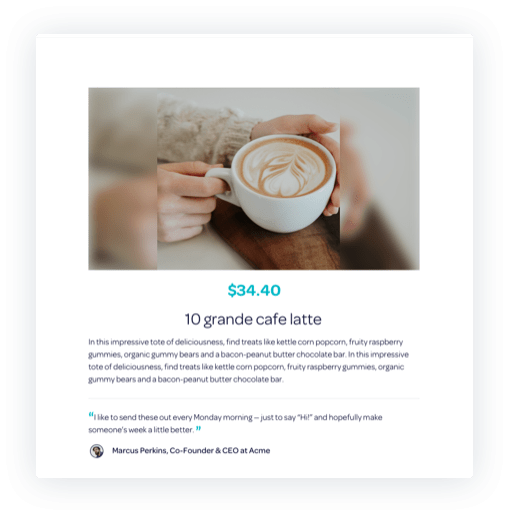 $34.40
10 grande cafe latte
In this impressive tote of deliciousness, find treats like kettle corn popcorn, fruity raspberry
gummies, organic gummy bears and a bacon-peanut butter chocolate bar. In this impressive
tote of deliciousness, find treats like kettle corn popcorn, fruity raspberry gummies, organic
gummy bears and a bacon-peanut butter chocolate bar.
“I like to send these out every Monday morning – just to say “Hi!” and hopefully make
someone's week a little better. ”
Marcus Perkins, Co-Founder & CEO at Acme